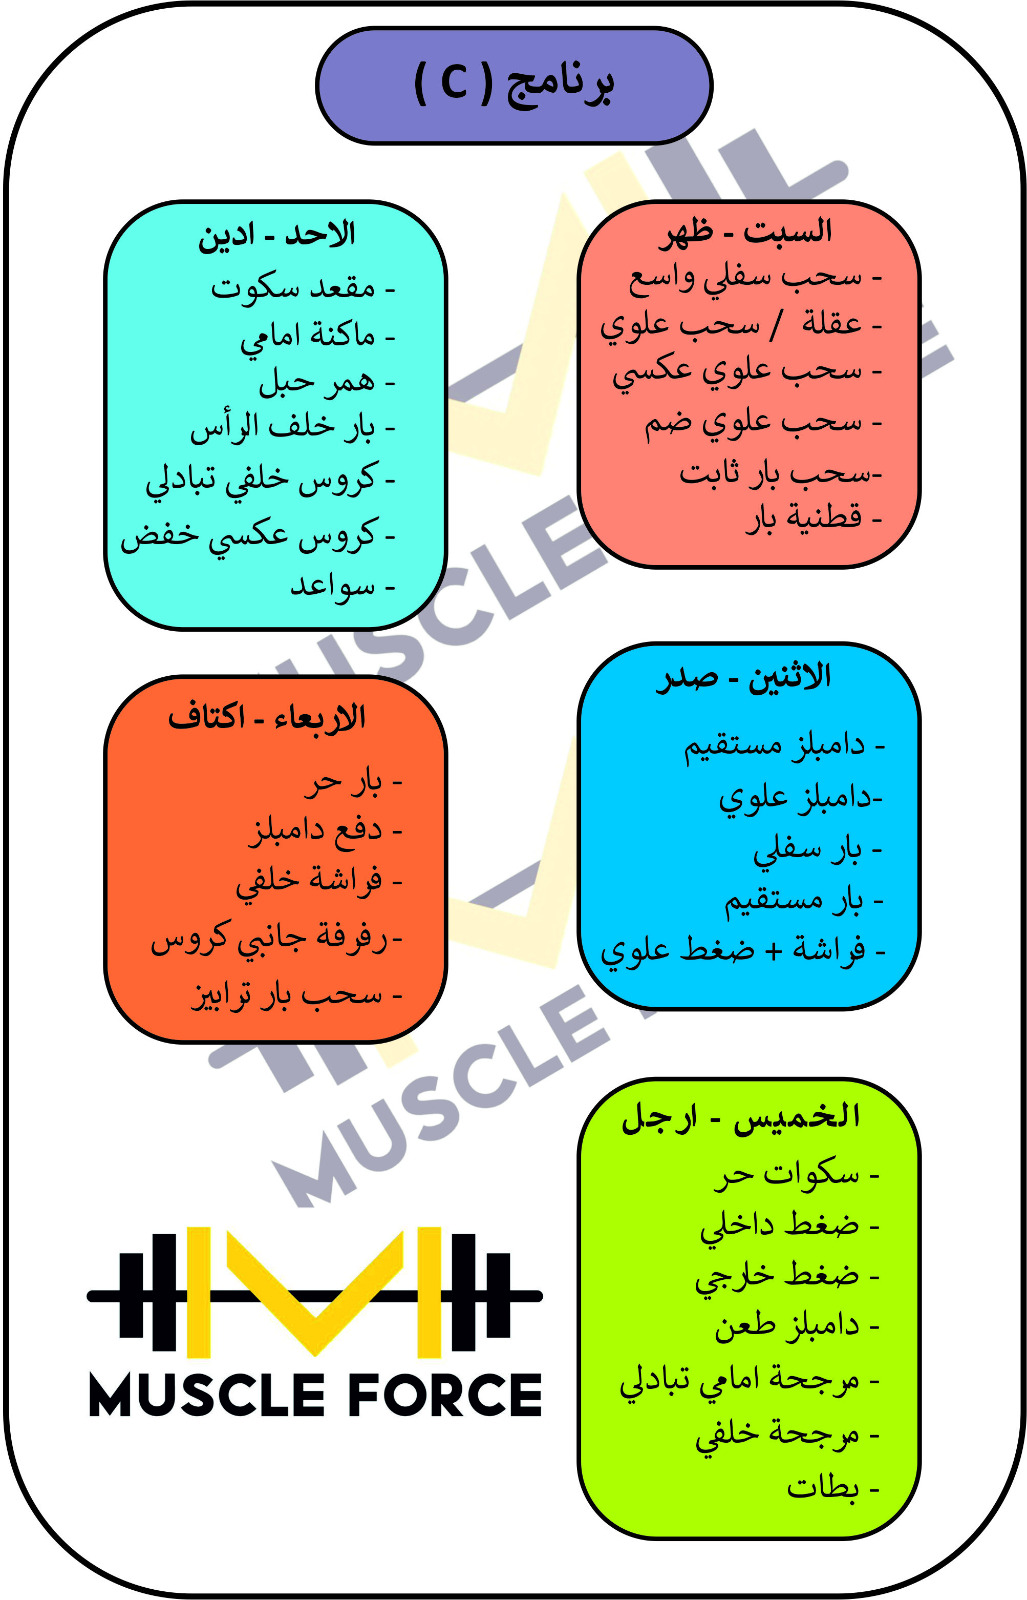 برنامج ( C )
السبت - ظهر
- سحب سفلي واسع
- عقلة / سحب علوي
- سحب علوي عكسي
- سحب علوي ضم
-سحب بار ثابت
- قطنية بار
الاحد - ادين
- مقعد سكوت
- ماكنة امامي
- همر حبل
- بار خلف الرأس
- كروس خلفي تبادلي
- كروس عكسي خفض
- سواعد
الاثنين - صدر
- دامبلز مستقيم
-دامبلز علوي
- بار سفلي
- بار مستقيم
- فراشة + ضغط علوي
الاربعاء - اكتاف
- بار حر
- دفع دامبلز
- فراشة خلفي
-رفرفة جانبي كروس
- سحب بار ترابيز
الخميس - ارجل
- سكوات حر
- ضغط داخلي
- ضغط خارجي
- دامبلز طعن
- مرجحة امامي تبادلي
- مرجحة خلفي
- بطات
MUSCLE FORCE
MUSCLE
MUSCLE